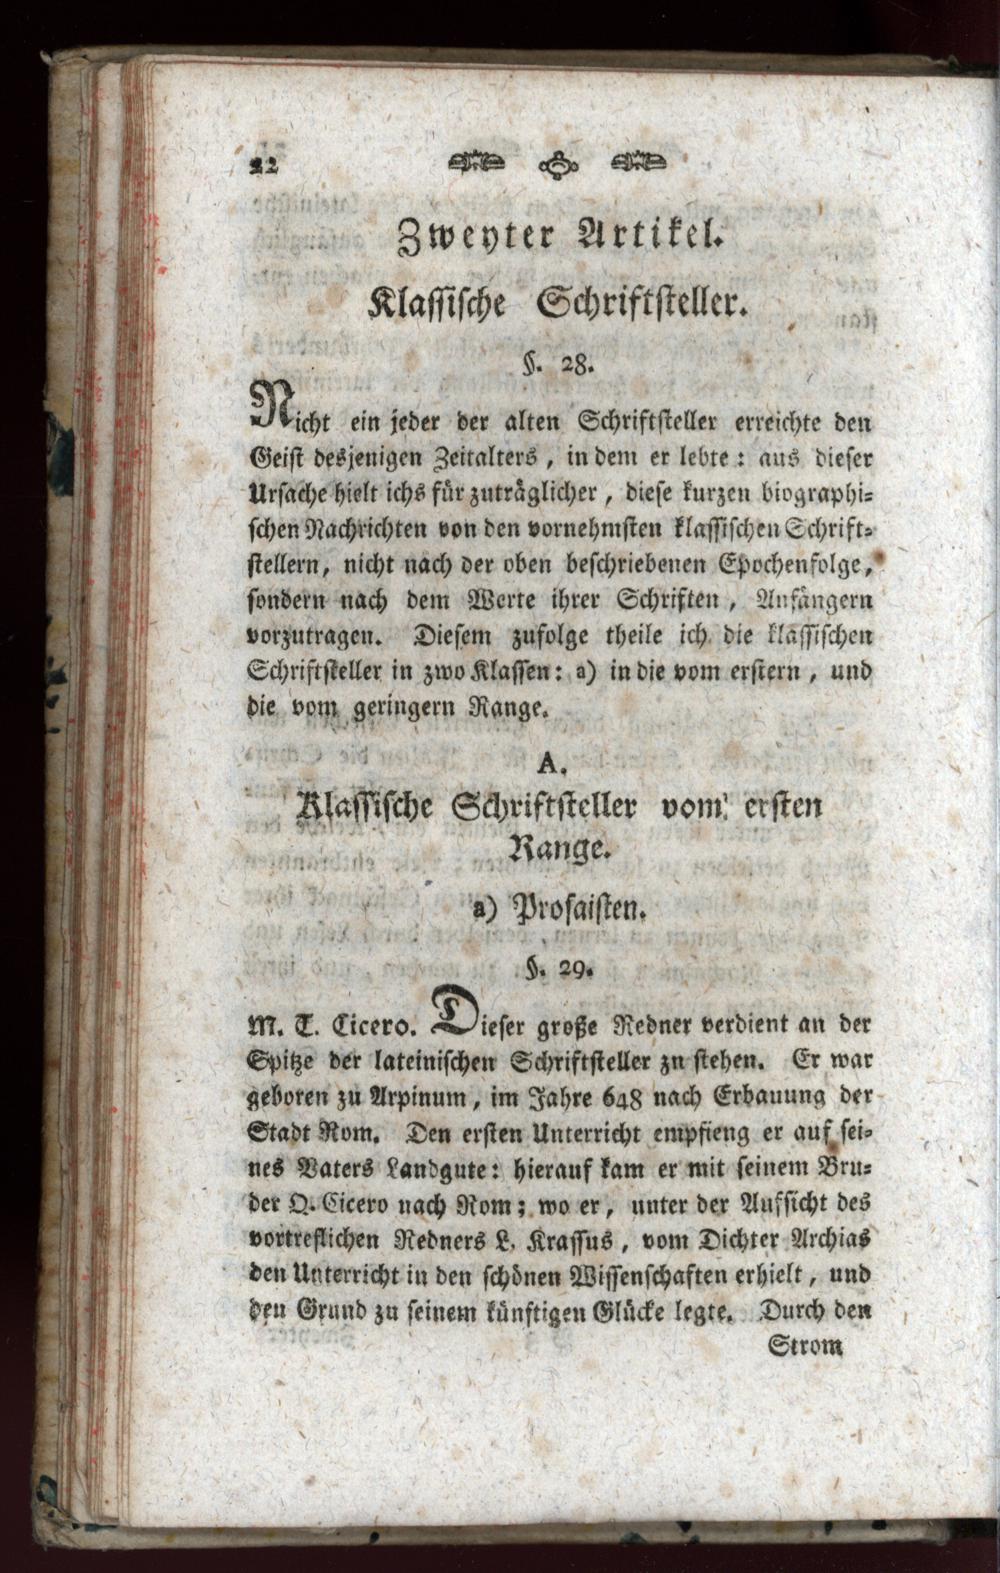 22
Zweyter Artikel.
Klassische Schriftsteller.
§. 28.
Nicht ein jeder der alten Schriftsteller erreichte den
Geist desjenigen Zeitalters, in dem er lebte: aus dieser
Ursache hielt ichs für zuträglicher, diese kurzen biographi=
schen Nachrichten von den vornehmsten klassischen Schrift=
stellern, nicht nach der oben beschriebenen Epochenfolge,
sondern nach dem Werte ihrer Schriften, Anfängern
vorzutragen. Diesem zufolge theile ich die klassischen
Schriftsteller in zwo Klassen: a) in die vom erstern, und
die vom geringern Range.
A.
Klassische Schriftsteller vom ersten
Range.
a) Prosaisten.
§. 29.
M. T. Cicero. Dieser große Redner verdient an der
Spitze der lateinischen Schriftsteller zu stehen. Er war
geboren zu Arpinum, im Jahre 648 nach Erbauung der
Stadt Rom. Den ersten Unterricht empfieng er auf sei=
nes Vaters Landgute: hierauf kam er mit seinem Bru=
der Q. Cicero nach Rom; wo er, unter der Aufsicht des
vortreflichen Redners L. Krassus, vom Dichter Archias
den Unterricht in den schönen Wissenschaften erhielt, und
den Grund zu seinem künftigen Glücke legte. Durch den
Strom